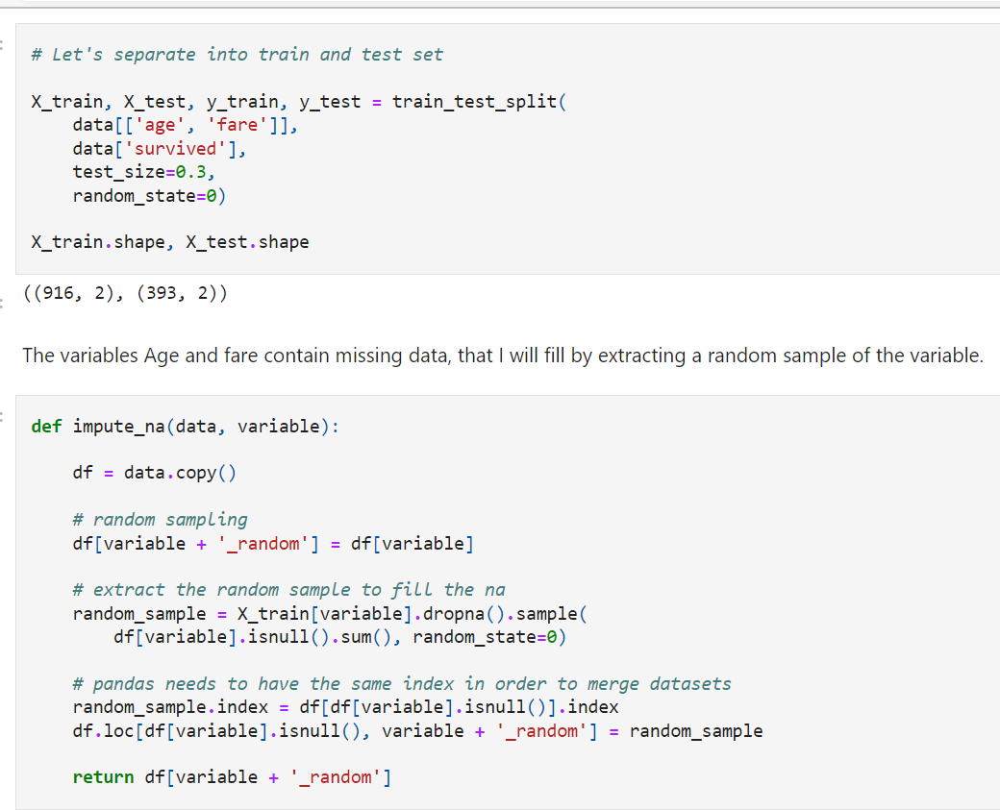 # Let's separate into train and test set
X_train, X_test, y_train, y_test = train_test_split(
    data[['age', 'fare']],
    data['survived'],
    test_size=0.3,
    random_state=0)
X_train.shape, X_test.shape
((916, 2), (393, 2))
The variables Age and fare contain missing data, that I will fill by extracting a random sample of the variable.
def impute_na(data, variable):
    df = data.copy()
    # random sampling
    df[variable + '_random'] = df[variable]
    # extract the random sample to fill the na
    random_sample = X_train[variable].dropna().sample(
        df[variable].isnull().sum(), random_state=0)
    # pandas needs to have the same index in order to merge datasets
    random_sample.index = df[df[variable].isnull()].index
    df.loc[df[variable].isnull(), variable + '_random'] = random_sample
    return df[variable + '_random']